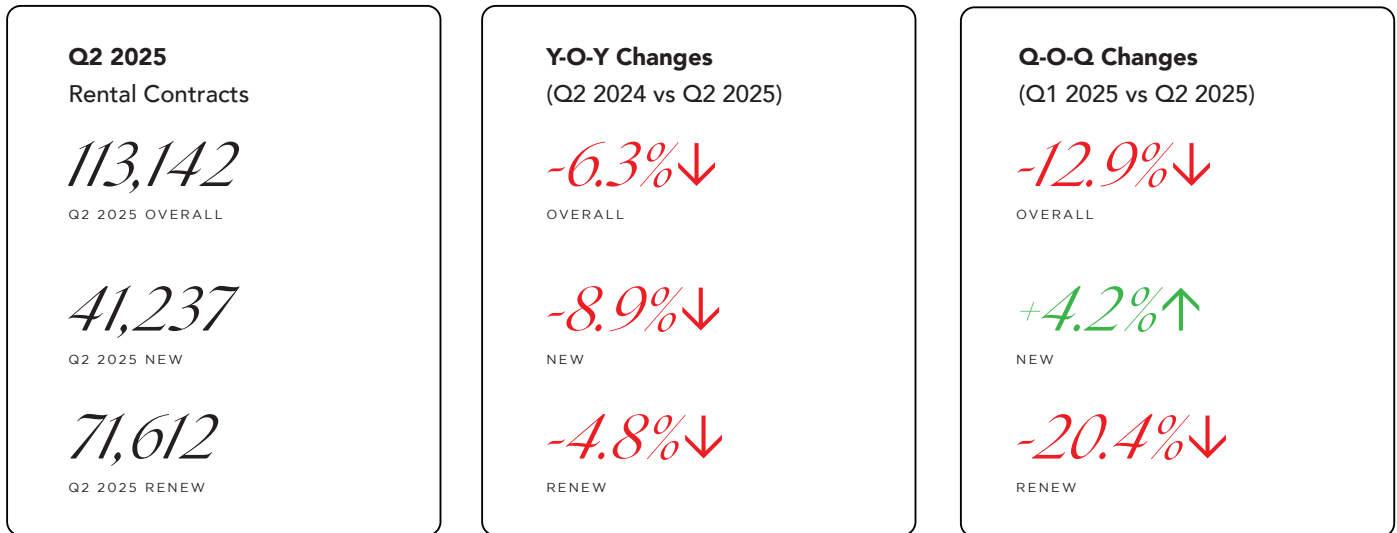 Q2 2025
Rental Contracts
113,142
Q2 2025 OVERALL
41,237
Q2 2025 NEW
71,612
Q2 2025 RENEW
Y-O-Y Changes
(Q2 2024 vs Q2 2025)
-6.3%↓
OVERALL
-8.9%↓
NEW
-4.8%↓
RENEW
Q-O-Q Changes
(Q1 2025 vs Q2 2025)
-12.9%↓
OVERALL
+4.2%↑
NEW
-20.4%↓
RENEW